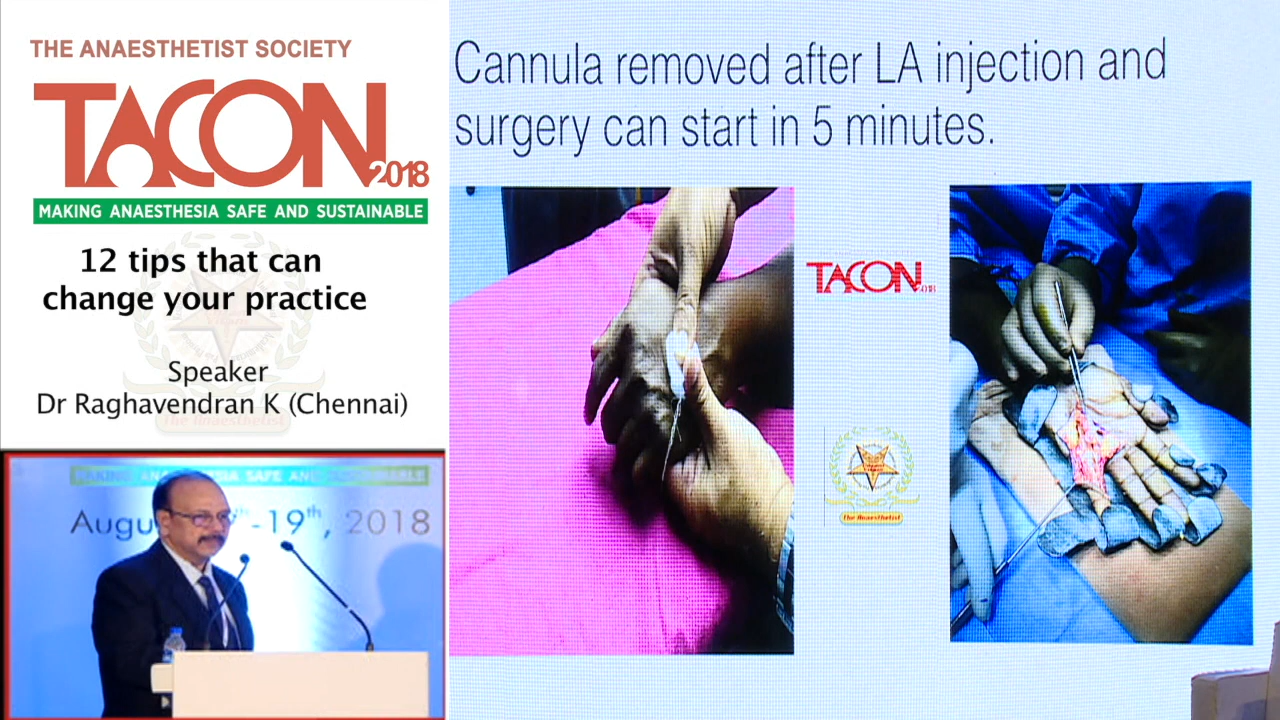 THE ANAESTHETIST SOCIETY
TACON
2018
MAKING ANAESTHESIA SAFE AND SUSTAINABLE
12 tips that can
change your practice
Speaker
Dr Raghavendran K (Chennai)
The Anaesthetist
-19th, 2018
Cannula removed after LA injection and
surgery can start in 5 minutes.
TACON
The Anaesthetist